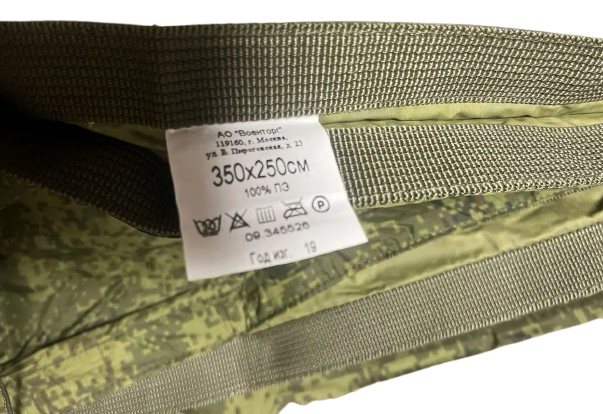 АО "Военторг"
119160, г. Москва,
ул. Б. Пироговская, д. 23
350х250см
100% ПЭ
P
09.345526
Год изг. 19